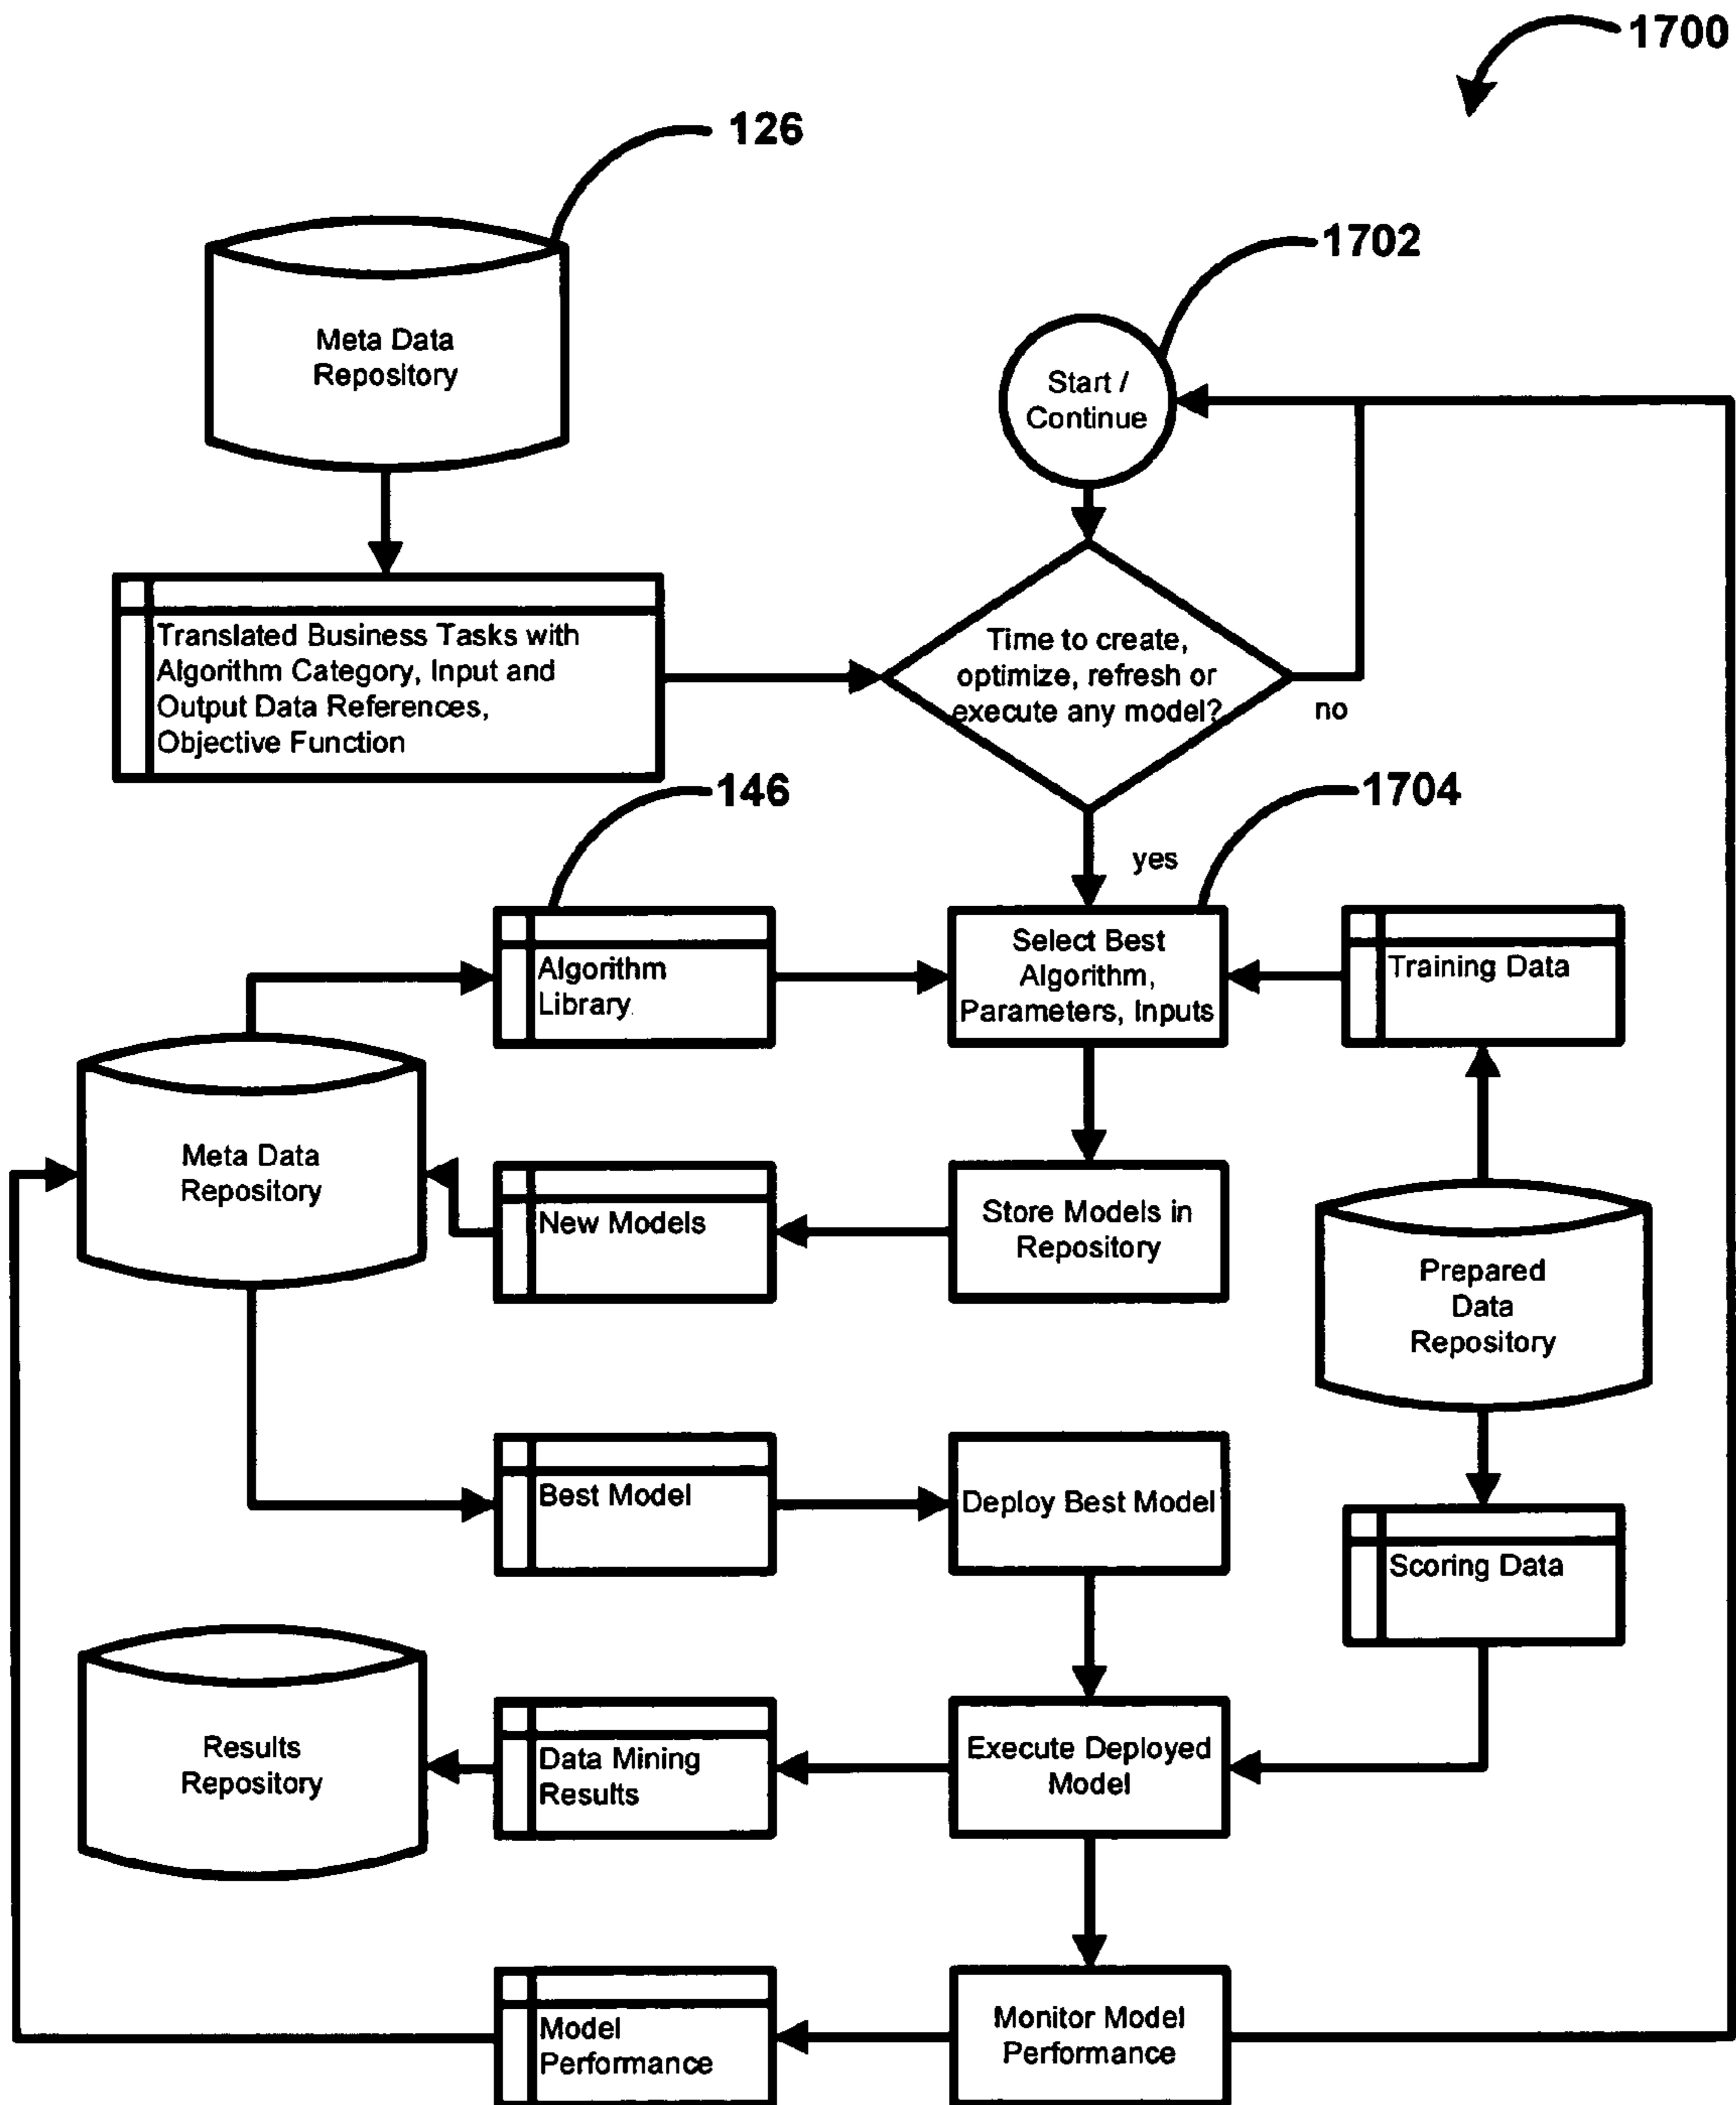 1700
126
1702
Meta Data
Repository
Start /
Continue
Translated Business Tasks with
Algorithm Category, Input and
Output Data References,
Objective Function
Time to create,
optimize, refresh or
execute any model?
no
146
1704
yes
Algorithm
Library
Select Best
Algorithm,
Parameters, Inputs
Training Data
Meta Data
Repository
New Models
Store Models in
Repository
Prepared
Data
Repository
Best Model
Deploy Best Model
Scoring Data
Results
Repository
Data Mining
Results
Execute Deployed
Model
Model
Performance
Monitor Model
Performance